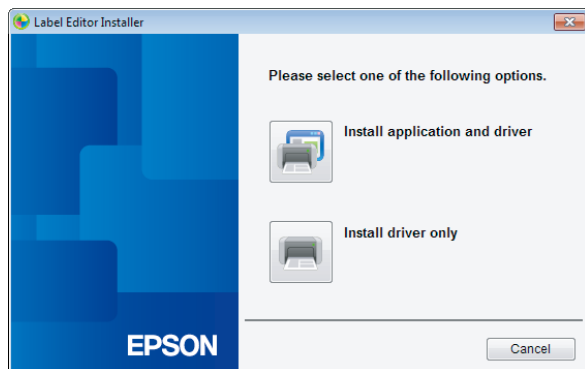 Label Editor Installer
Please select one of the following options.
Install application and driver
Install driver only
EPSON
Cancel